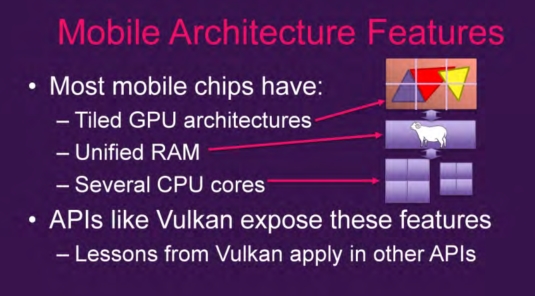 Mobile Architecture Features
• Most mobile chips have:
– Tiled GPU architectures
– Unified RAM
– Several CPU cores
• APIs like Vulkan expose these features
– Lessons from Vulkan apply in other APIs